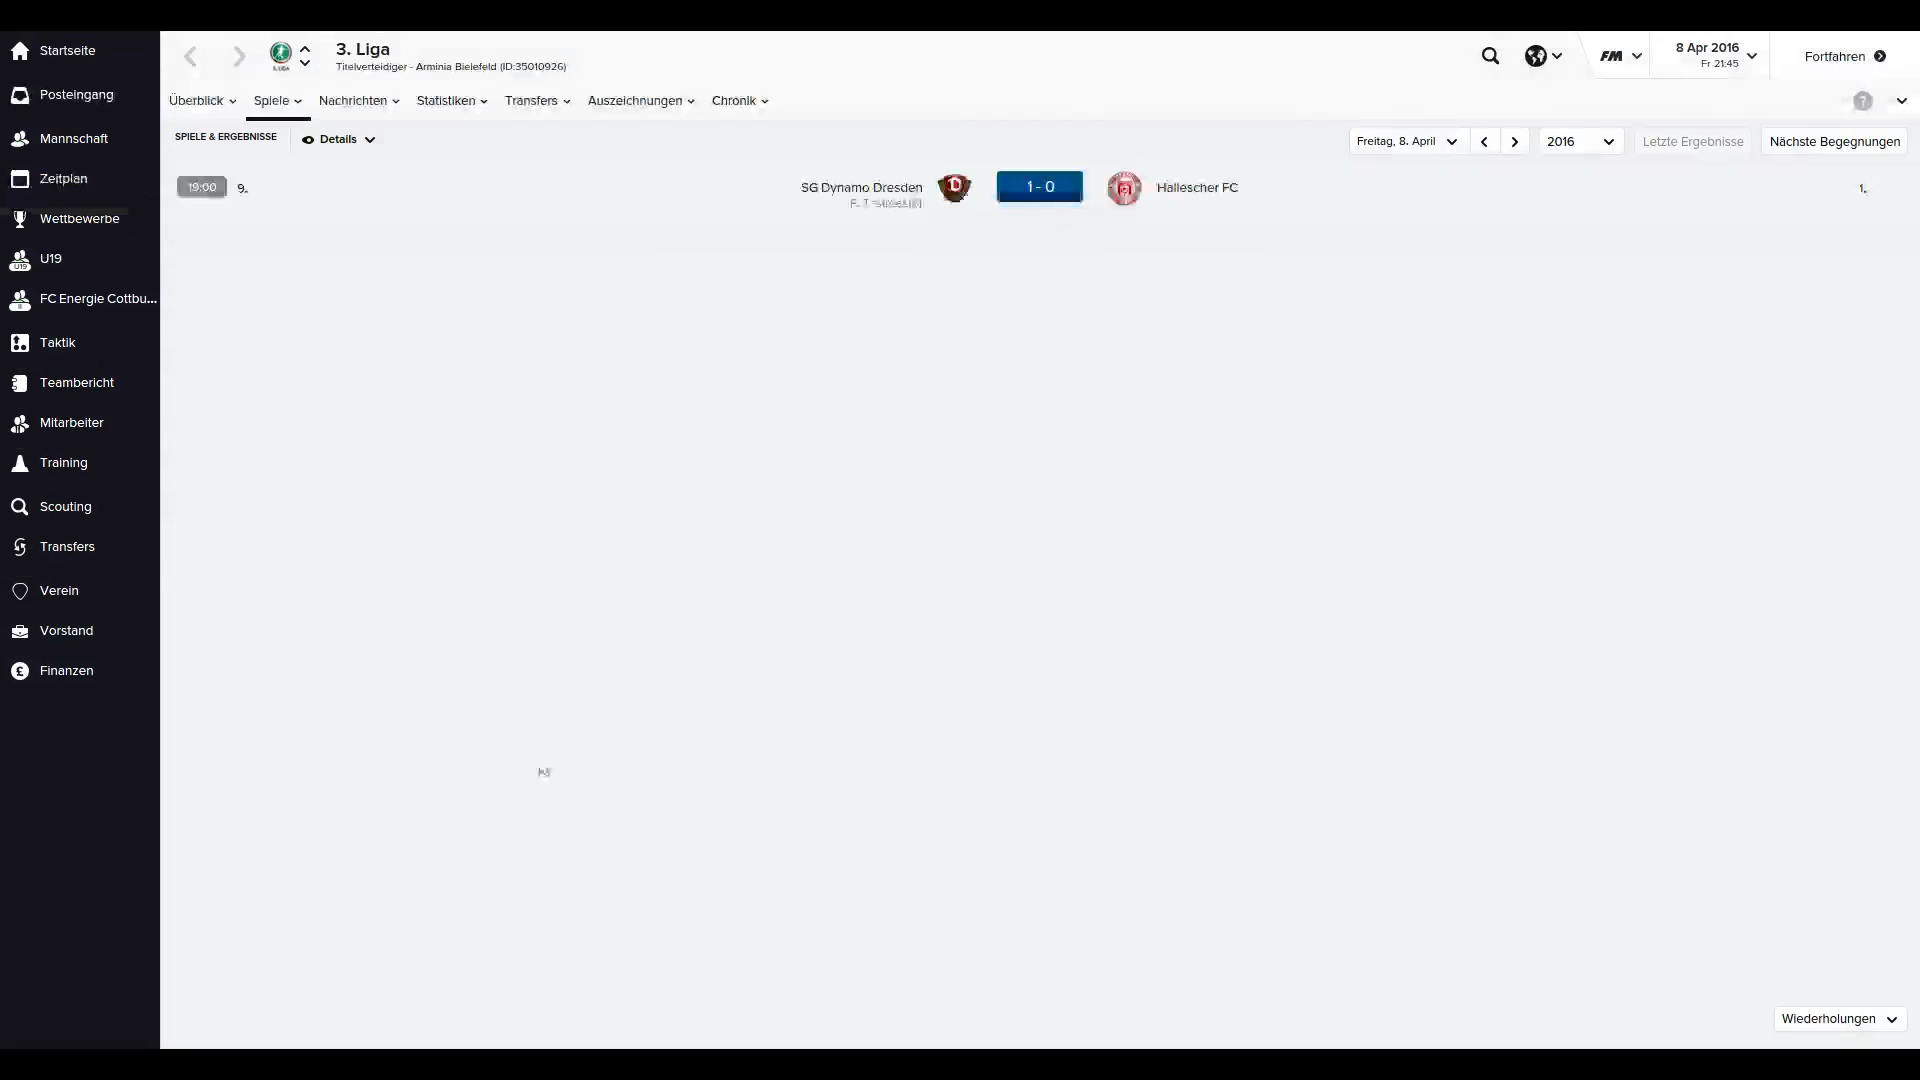 Startseite
Posteingang
Mannschaft
Zeitplan
Wettbewerbe
U19
U19
FC Energie Cottbu...
Taktik
Teambericht
Mitarbeiter
Training
Scouting
Transfers
Verein
Vorstand
Finanzen
3. Liga
Titelverteidiger - Arminia Bielefeld (ID:35010926)
FM
8 Apr 2016
Fr 21:45
Fortfahren
Überblick Spiele Nachrichten Statistiken Transfers Auszeichnungen Chronik
SPIELE & ERGEBNISSE Details Freitag, 8. April 2016 Letzte Ergebnisse Nächste Begegnungen
19:00 9. SG Dynamo Dresden 1 - 0 Hallescher FC 1.
Wiederholungen